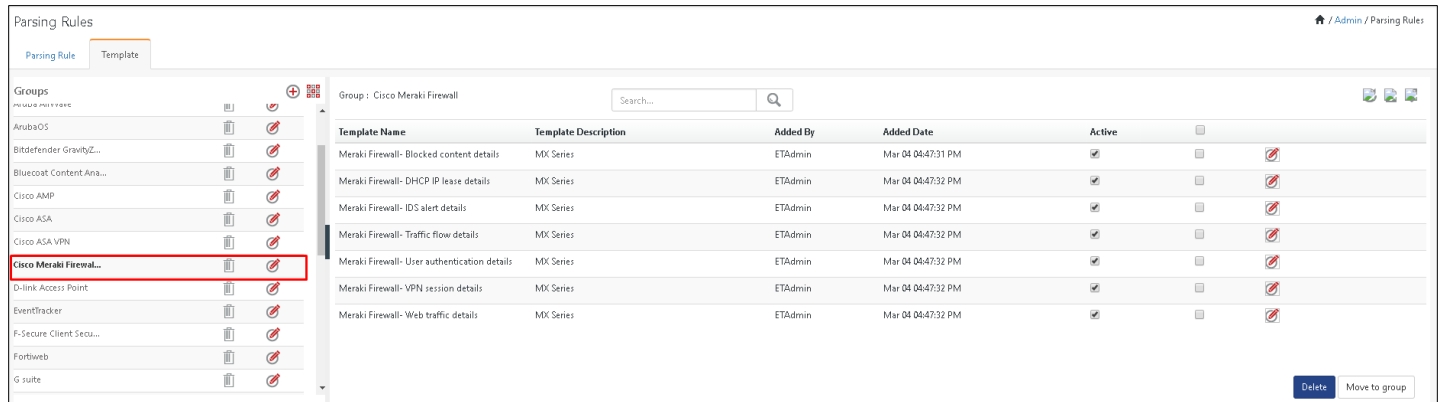 Parsing Rules
/ Admin / Parsing Rules
Parsing Rule
Template
Groups
Aruba AirWave
ArubaOS
Bitdefender GravityZ...
Bluecoat Content Ana...
Cisco AMP
Cisco ASA
Cisco ASA VPN
Cisco Meraki Firewal...
D-link Access Point
EventTracker
F-Secure Client Secu...
Fortiweb
G suite
Group : Cisco Meraki Firewall
Search...
Template Name Template Description Added By Added Date Active
Meraki Firewall- Blocked content details MX Series ETAdmin Mar 04 04:47:31 PM
Meraki Firewall- DHCP IP lease details MX Series ETAdmin Mar 04 04:47:32 PM
Meraki Firewall- IDS alert details MX Series ETAdmin Mar 04 04:47:32 PM
Meraki Firewall- Traffic flow details MX Series ETAdmin Mar 04 04:47:32 PM
Meraki Firewall- User authentication details MX Series ETAdmin Mar 04 04:47:32 PM
Meraki Firewall- VPN session details MX Series ETAdmin Mar 04 04:47:32 PM
Meraki Firewall- Web traffic details MX Series ETAdmin Mar 04 04:47:32 PM
Delete
Move to group